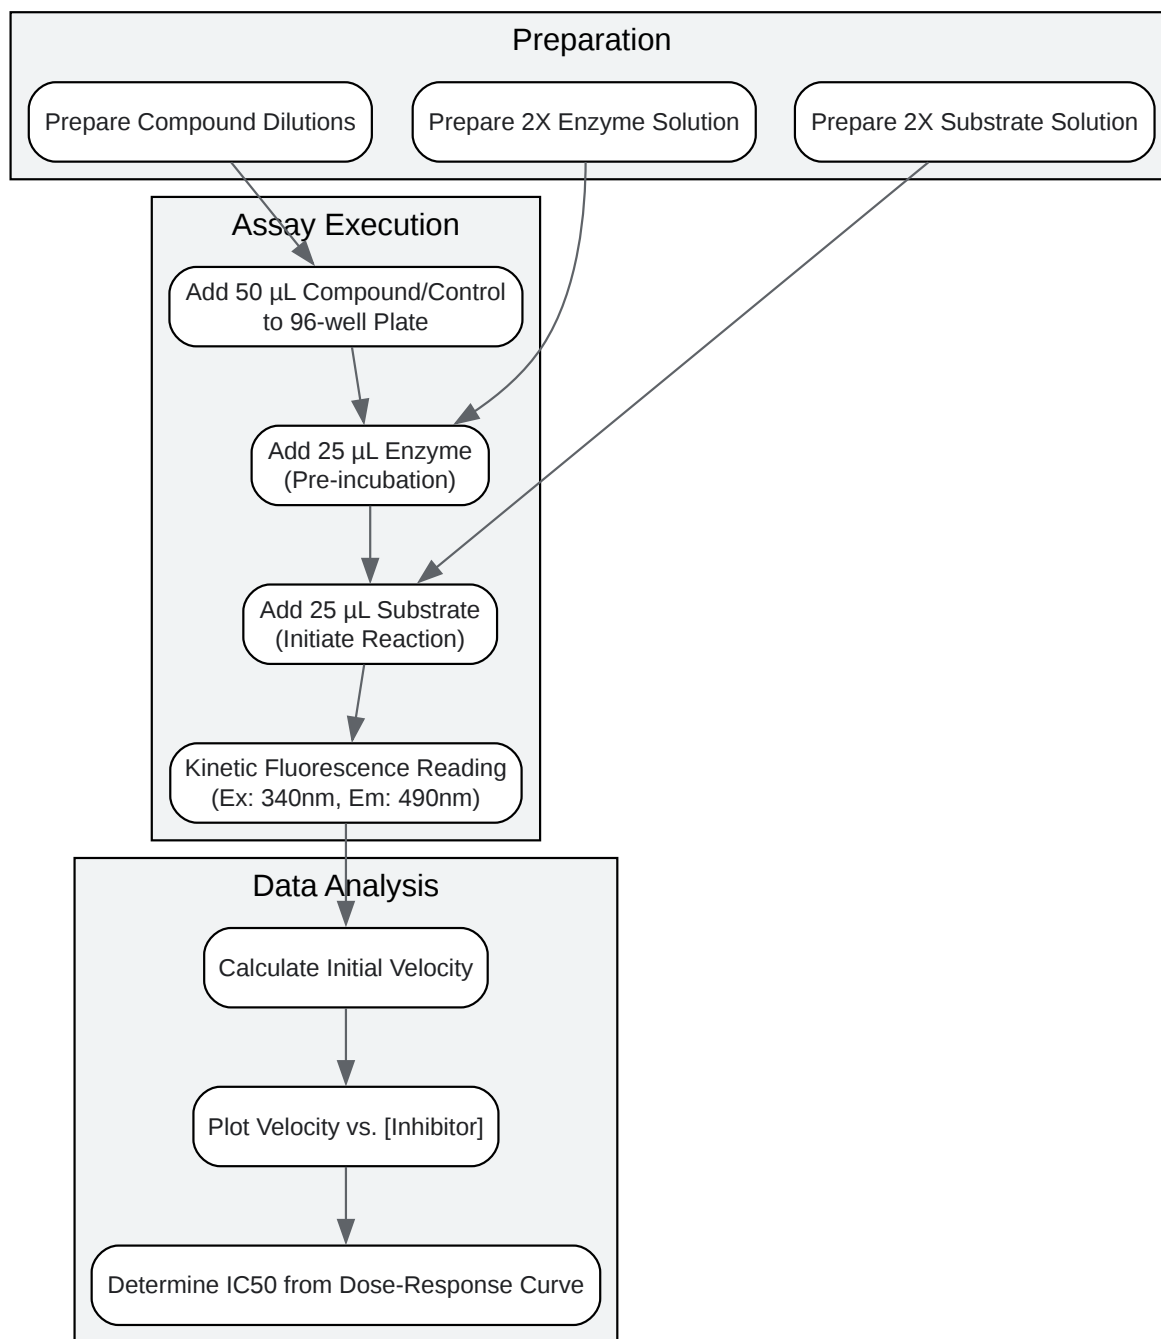 Preparation
Prepare Compound Dilutions
Prepare 2X Enzyme Solution
Prepare 2X Substrate Solution
Assay Execution
Add 50 µL Compound/Control
to 96-well Plate
Add 25 µL Enzyme
(Pre-incubation)
Add 25 µL Substrate
(Initiate Reaction)
Kinetic Fluorescence Reading
(Ex: 340nm, Em: 490nm)
Data Analysis
Calculate Initial Velocity
Plot Velocity vs. [Inhibitor]
Determine IC50 from Dose-Response Curve